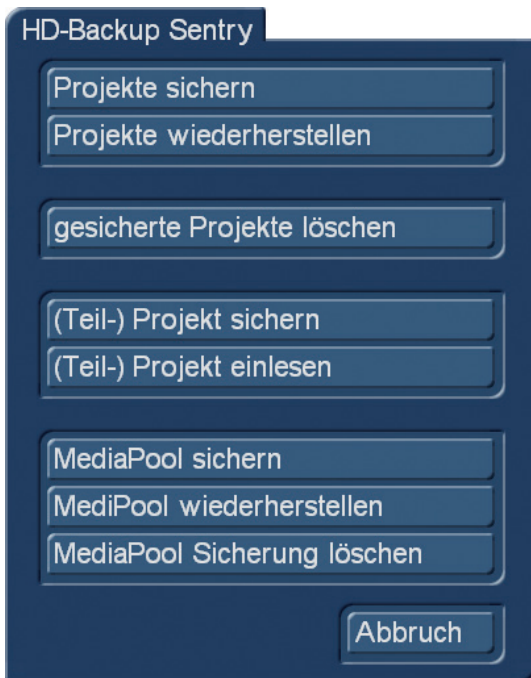 HD-Backup Sentry
Projekte sichern
Projekte wiederherstellen
gesicherte Projekte löschen
(Teil-) Projekt sichern
(Teil-) Projekt einlesen
MediaPool sichern
MediPool wiederherstellen
MediaPool Sicherung löschen
Abbruch